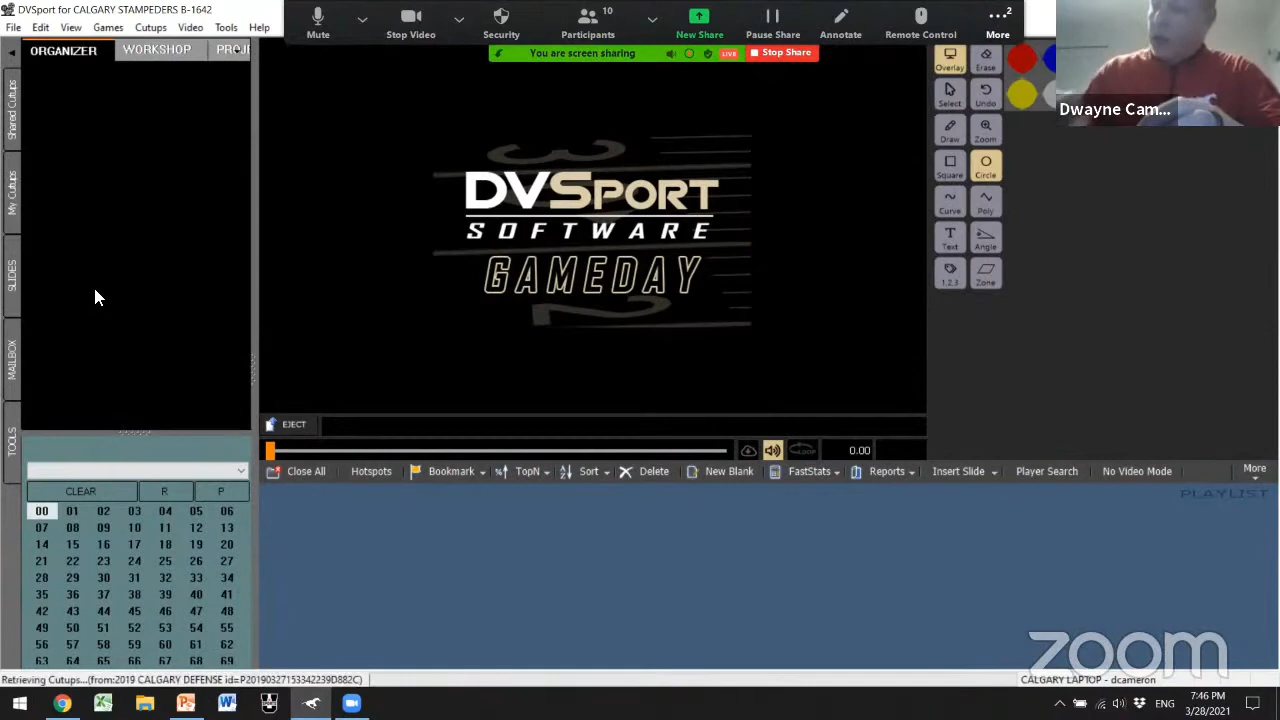 DVSport for CALGARY STAMPEDERS B-1642
File Edit View Games Cutups Video Tools Help
Mute
Stop Video
Security
10
Participants
New Share
Pause Share
Annotate
Remote Control
2
More
You are screen sharing
LIVE
Stop Share
ORGANIZER
WORKSHOP
Shared Cutups
My Cutups
SLIDES
MAILBOX
TOOLS
DVSPORT
SOFTWARE
GAMEDAY
Overlay Erase
Select Undo
Draw Zoom
Square Circle
Curve Poly
Text Angle
1,2,3 Zone
Dwayne Cam...
EJECT
LOOP
0.00
Close All Hotspots Bookmark TopN Sort Delete New Blank FastStats Reports Insert Slide Player Search No Video Mode More
PLAYLIST
CLEAR R P
00 01 02 03 04 05 06
07 08 09 10 11 12 13
14 15 16 17 18 19 20
21 22 23 24 25 26 27
28 29 30 31 32 33 34
35 36 37 38 39 40 41
42 43 44 45 46 47 48
49 50 51 52 53 54 55
56 57 58 59 60 61 62
63 64 65 66 67 68 69
zoom
Retrieving Cutups...(from:2019 CALGARY DEFENSE id=P20190327153342239D882C)
CALGARY LAPTOP - dcameron
ENG
7:46 PM
3/28/2021